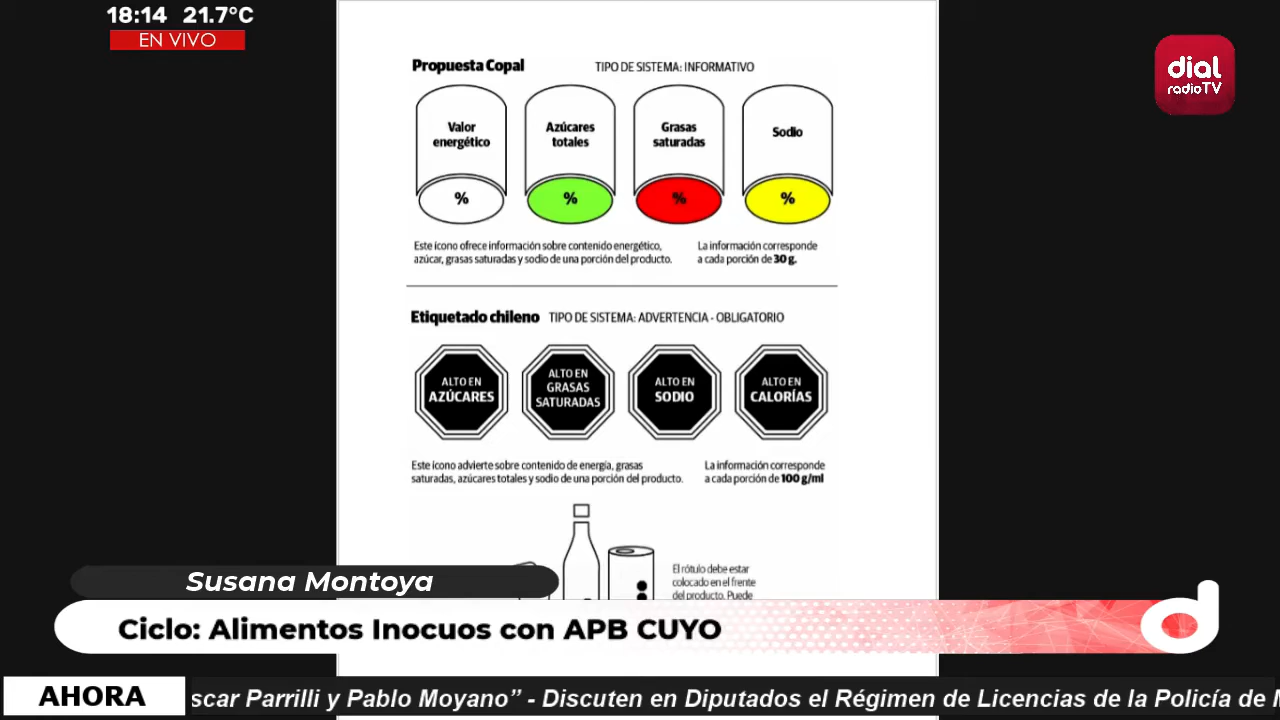 18:14 21.7°C
EN VIVO
dial
radioTV
Propuesta Copal
TIPO DE SISTEMA: INFORMATIVO
Valor
energético
Azúcares
totales
Grasas
saturadas
Sodio
%
%
%
%
Este ícono ofrece información sobre contenido energético,
azúcar, grasas saturadas y sodio de una porción del producto.
La información corresponde
a cada porción de 30 g.
Etiquetado chileno TIPO DE SISTEMA: ADVERTENCIA - OBLIGATORIO
ALTO EN
AZÚCARES
ALTO EN
GRASAS
SATURADAS
ALTO EN
SODIO
ALTO EN
CALORÍAS
Este ícono advierte sobre contenido de energía, grasas
saturadas, azúcares totales y sodio de una porción del producto.
La información corresponde
a cada porción de 100 g/ml
El rótulo debe estar
colocado en el frente
del producto. Puede
Susana Montoya
Ciclo: Alimentos Inocuos con APB CUYO
d
AHORA
scar Parrilli y Pablo Moyano” - Discuten en Diputados el Régimen de Licencias de la Policía de